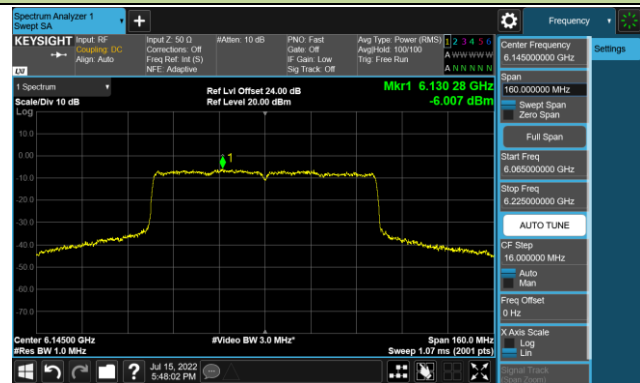 Spectrum Analyzer 1
Swept SA
Frequency
KEYSIGHT
Input: RF
Coupling: DC
Align: Auto
Input Z: 50 Ω
Corrections: Off
Freq Ref: Int (S)
NFE: Adaptive
#Atten: 10 dB
PNO: Fast
Gate: Off
IF Gain: Low
Sig Track: Off
Avg Type: Power (RMS)
Avg|Hold: 100/100
Trig: Free Run
1 2 3 4 5 6
A W W W W W
A N N N N N
LXI
1 Spectrum
Scale/Div 10 dB
Log
Ref Lvl Offset 24.00 dB
Ref Level 20.00 dBm
Mkr1 6.130 28 GHz
-6.007 dBm
10.0
0.00
-10.0
-20.0
-30.0
-40.0
-50.0
-60.0
-70.0
1
Center 6.14500 GHz
#Res BW 1.0 MHz
#Video BW 3.0 MHz*
Span 160.0 MHz
Sweep 1.07 ms (2001 pts)
Jul 15, 2022
5:48:02 PM
Center Frequency
6.145000000 GHz
Span
160.000000 MHz
Swept Span
Zero Span
Full Span
Start Freq
6.065000000 GHz
Stop Freq
6.225000000 GHz
AUTO TUNE
CF Step
16.000000 MHz
Auto
Man
Freq Offset
0 Hz
X Axis Scale
Log
Lin
Signal Track
(Span Zoom)
Settings